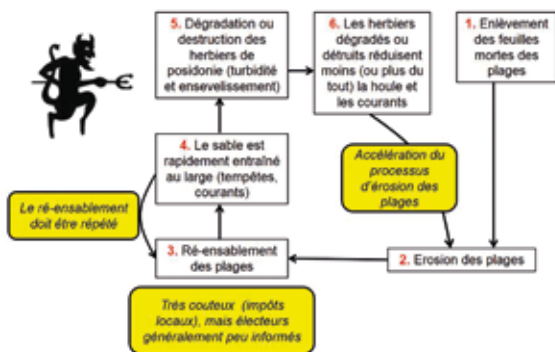 5. Dégradation ou
destruction des
herbiers de
posidonie (turbidité
et ensevelissement)
6. Les herbiers
dégradés ou
détruits réduisent
moins (ou plus du
tout) la houle et
les courants
1. Enlèvement
des feuilles
mortes des
plages
4. Le sable est
rapidement entraîné
au large (tempêtes,
courants)
Accélération du
processus
d'érosion des
plages
Le ré-ensablement
doit être répété
3. Ré-ensablement
des plages
2. Erosion des plages
Très couteux (impôts
locaux), mais électeurs
généralement peu informés